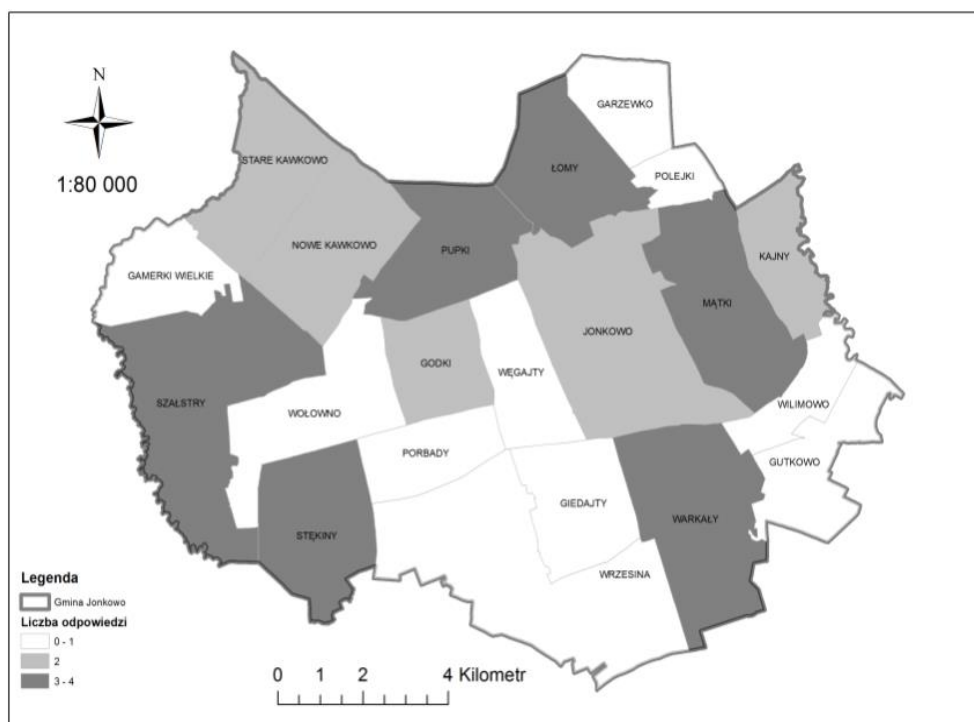 N
1:80 000
GARZEWKO
STARE KAWKOWO
ŁOMY
POLEJKI
NOWE KAWKOWO
PUPKI
KAJNY
GAMERKI WIELKIE
MĄTKI
JONKOWO
GODKI
WĘGAJTY
SZAŁSTRY
WOŁOWNO
WILIMOWO
PORBADY
GUTKOWO
GIEDAJTY
WARKAŁY
STĘKINY
WRZESINA
Legenda
Gmina Jonkowo
Liczba odpowiedzi
0 - 1
2
3 - 4
0 1 2 4 Kilometr